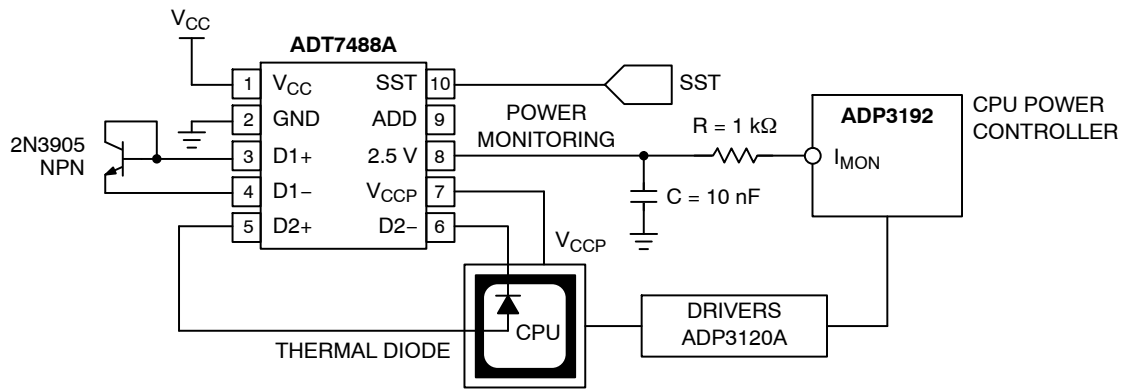 VCC
ADT7488A
1 VCC SST 10
SST
2 GND ADD 9
3 D1+ 2.5 V 8
4 D1− VCCP 7
5 D2+ D2− 6
2N3905
NPN
POWER
MONITORING
R = 1 kΩ
C = 10 nF
ADP3192
IMON
CPU POWER
CONTROLLER
VCCP
CPU
THERMAL DIODE
DRIVERS
ADP3120A